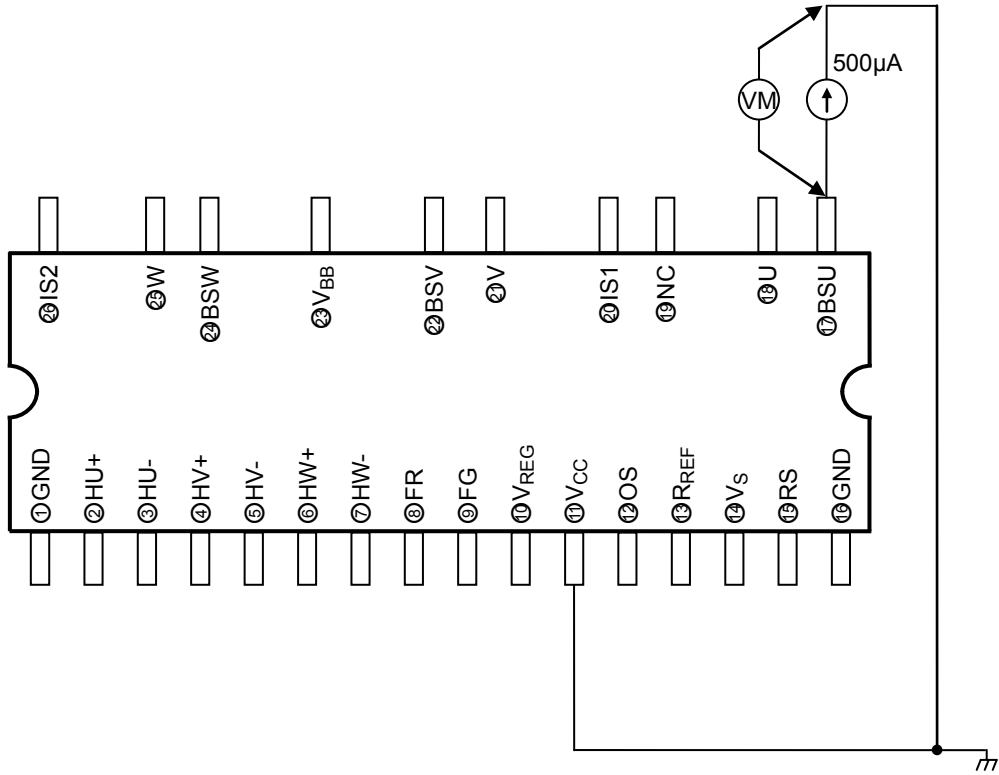 500µA
VM
㉖IS2
㉕W
㉔BSW
㉓VBB
㉒BSV
㉑V
⑳IS1
⑲NC
⑱U
⑰BSU
①GND
②HU+
③HU-
④HV+
⑤HV-
⑥HW+
⑦HW-
⑧FR
⑨FG
⑩VREG
⑪VCC
⑫OS
⑬RREF
⑭VS
⑮RS
⑯GND